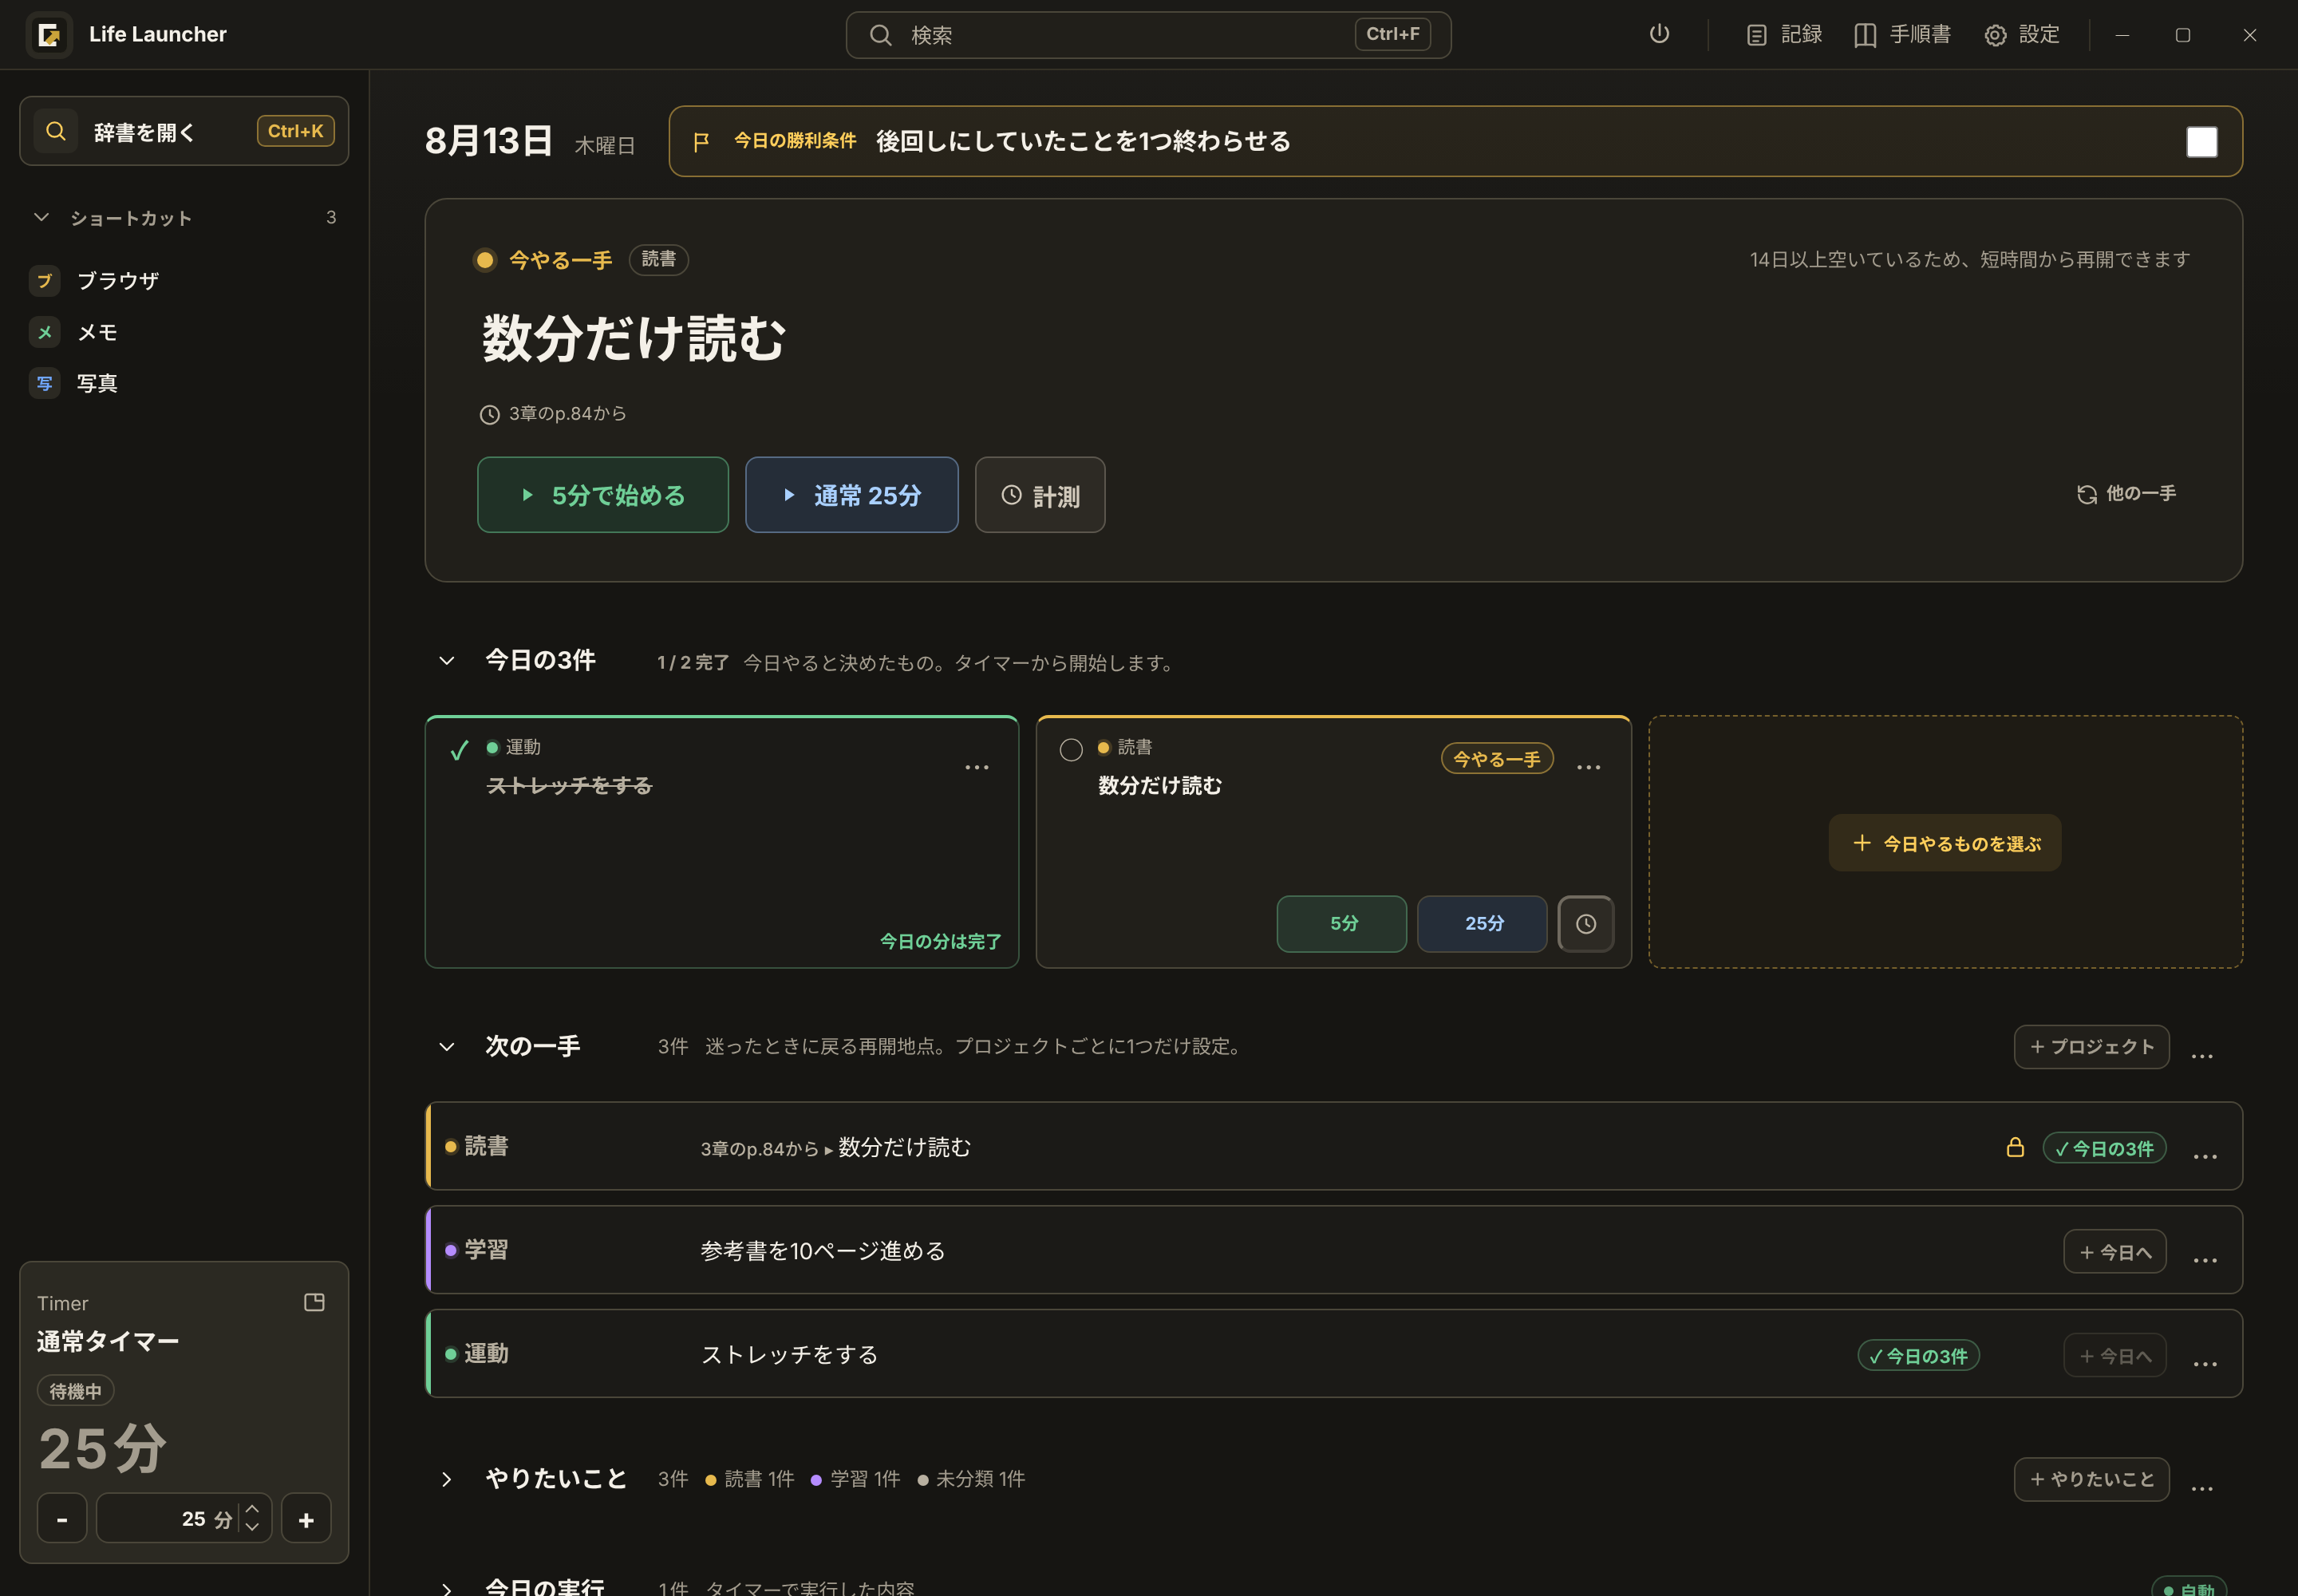 Life Launcher
検索
Ctrl+F
記録
手順書
設定
辞書を開く
Ctrl+K
ショートカット
3
ブ ブラウザ
メ メモ
写 写真
Timer
通常タイマー
待機中
25分
- 25 分 +
8月13日 木曜日
今日の勝利条件 後回しにしていたことを1つ終わらせる
今やる一手 読書
14日以上空いているため、短時間から再開できます
数分だけ読む
3章のp.84から
5分で始める
通常 25分
計測
他の一手
今日の3件 1 / 2 完了 今日やると決めたもの。タイマーから開始します。
✓ 運動 ...
ストレッチをする
今日の分は完了
読書 今やる一手 ...
数分だけ読む
5分 25分
+ 今日やるものを選ぶ
次の一手 3件 迷ったときに戻る再開地点。プロジェクトごとに1つだけ設定。
+ プロジェクト ...
読書 3章のp.84から ▸ 数分だけ読む ✓ 今日の3件 ...
学習 参考書を10ページ進める + 今日へ ...
運動 ストレッチをする ✓ 今日の3件 + 今日へ ...
やりたいこと 3件 読書 1件 学習 1件 未分類 1件 + やりたいこと ...
今日の実行 1件 タイマーで実行した内容 自動